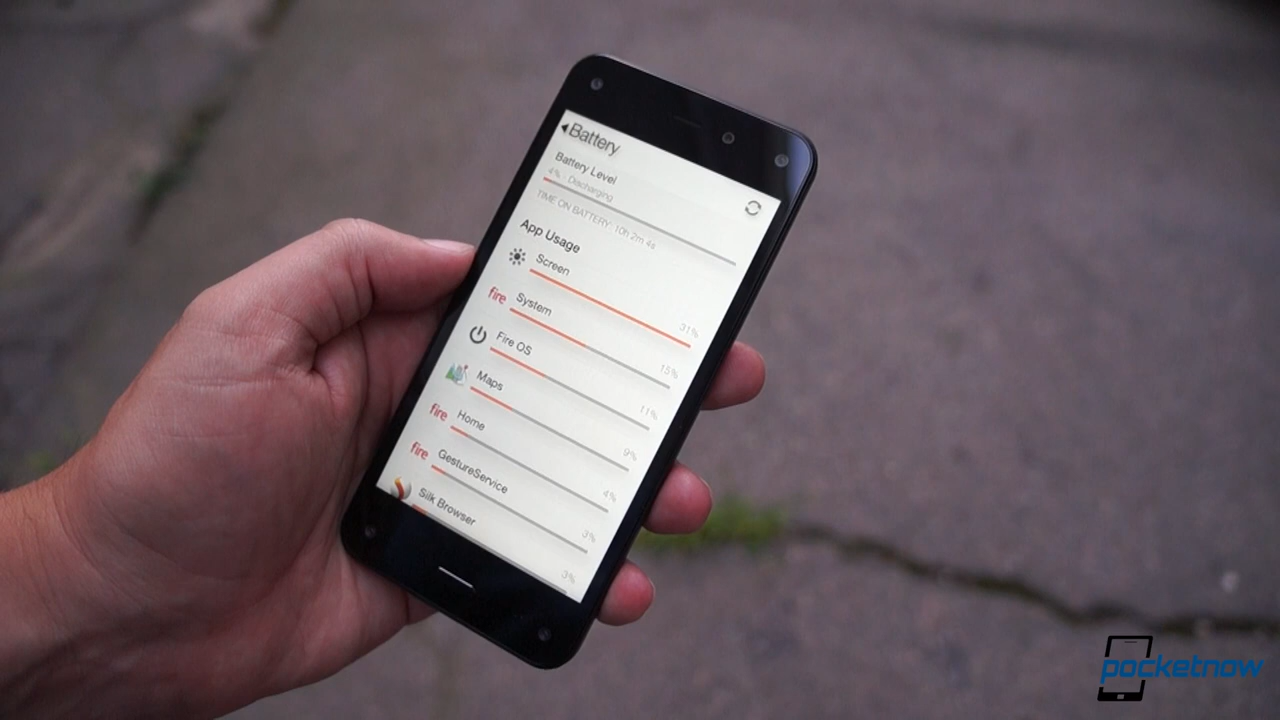 Battery
Battery Level
4% - Discharging
TIME ON BATTERY: 10h 2m 4s
App Usage
Screen
31%
fire System
15%
Fire OS
11%
Maps
9%
fire Home
4%
fire GestureService
3%
Silk Browser
3%
pocketnow